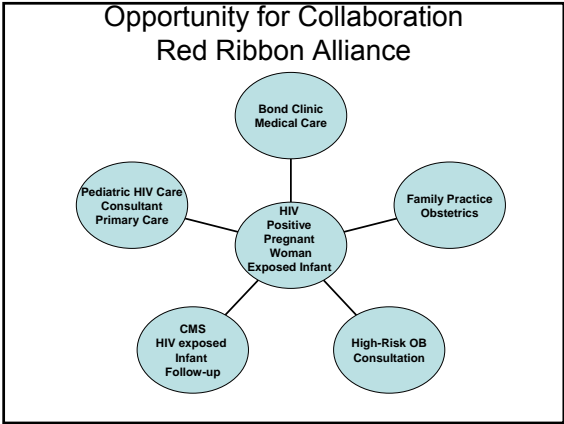 Opportunity for Collaboration
Red Ribbon Alliance
Bond Clinic
Medical Care
Pediatric HIV Care
Consultant
Primary Care
Family Practice
Obstetrics
HIV
Positive
Pregnant
Woman
Exposed Infant
CMS
HIV exposed
Infant
Follow-up
High-Risk OB
Consultation